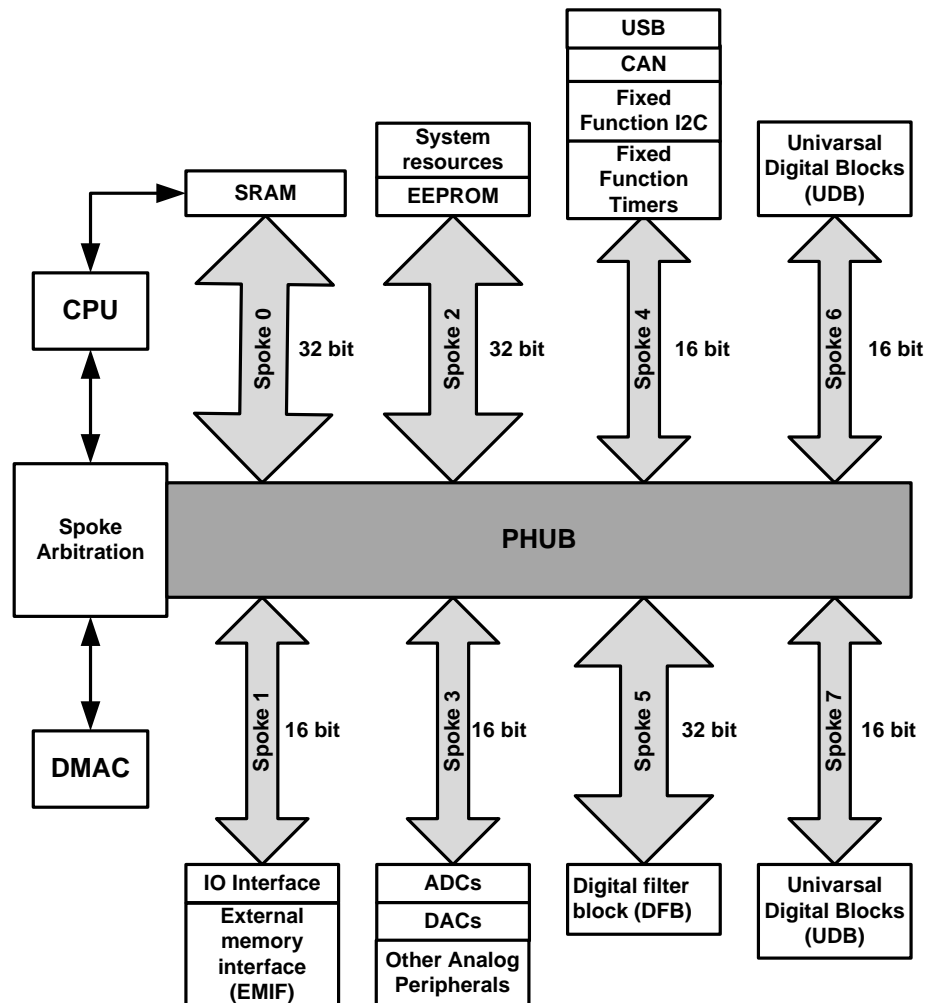 USB
CAN
Fixed
Function I2C
Fixed
Function
Timers
System
resources
EEPROM
Univarsal
Digital Blocks
(UDB)
SRAM
CPU
Spoke 0
32 bit
Spoke 2
32 bit
Spoke 4
16 bit
Spoke 6
16 bit
Spoke
Arbitration
PHUB
DMAC
Spoke 1
16 bit
Spoke 3
16 bit
Spoke 5
32 bit
Spoke 7
16 bit
IO Interface
External
memory
interface
(EMIF)
ADCs
DACs
Other Analog
Peripherals
Digital filter
block (DFB)
Univarsal
Digital Blocks
(UDB)